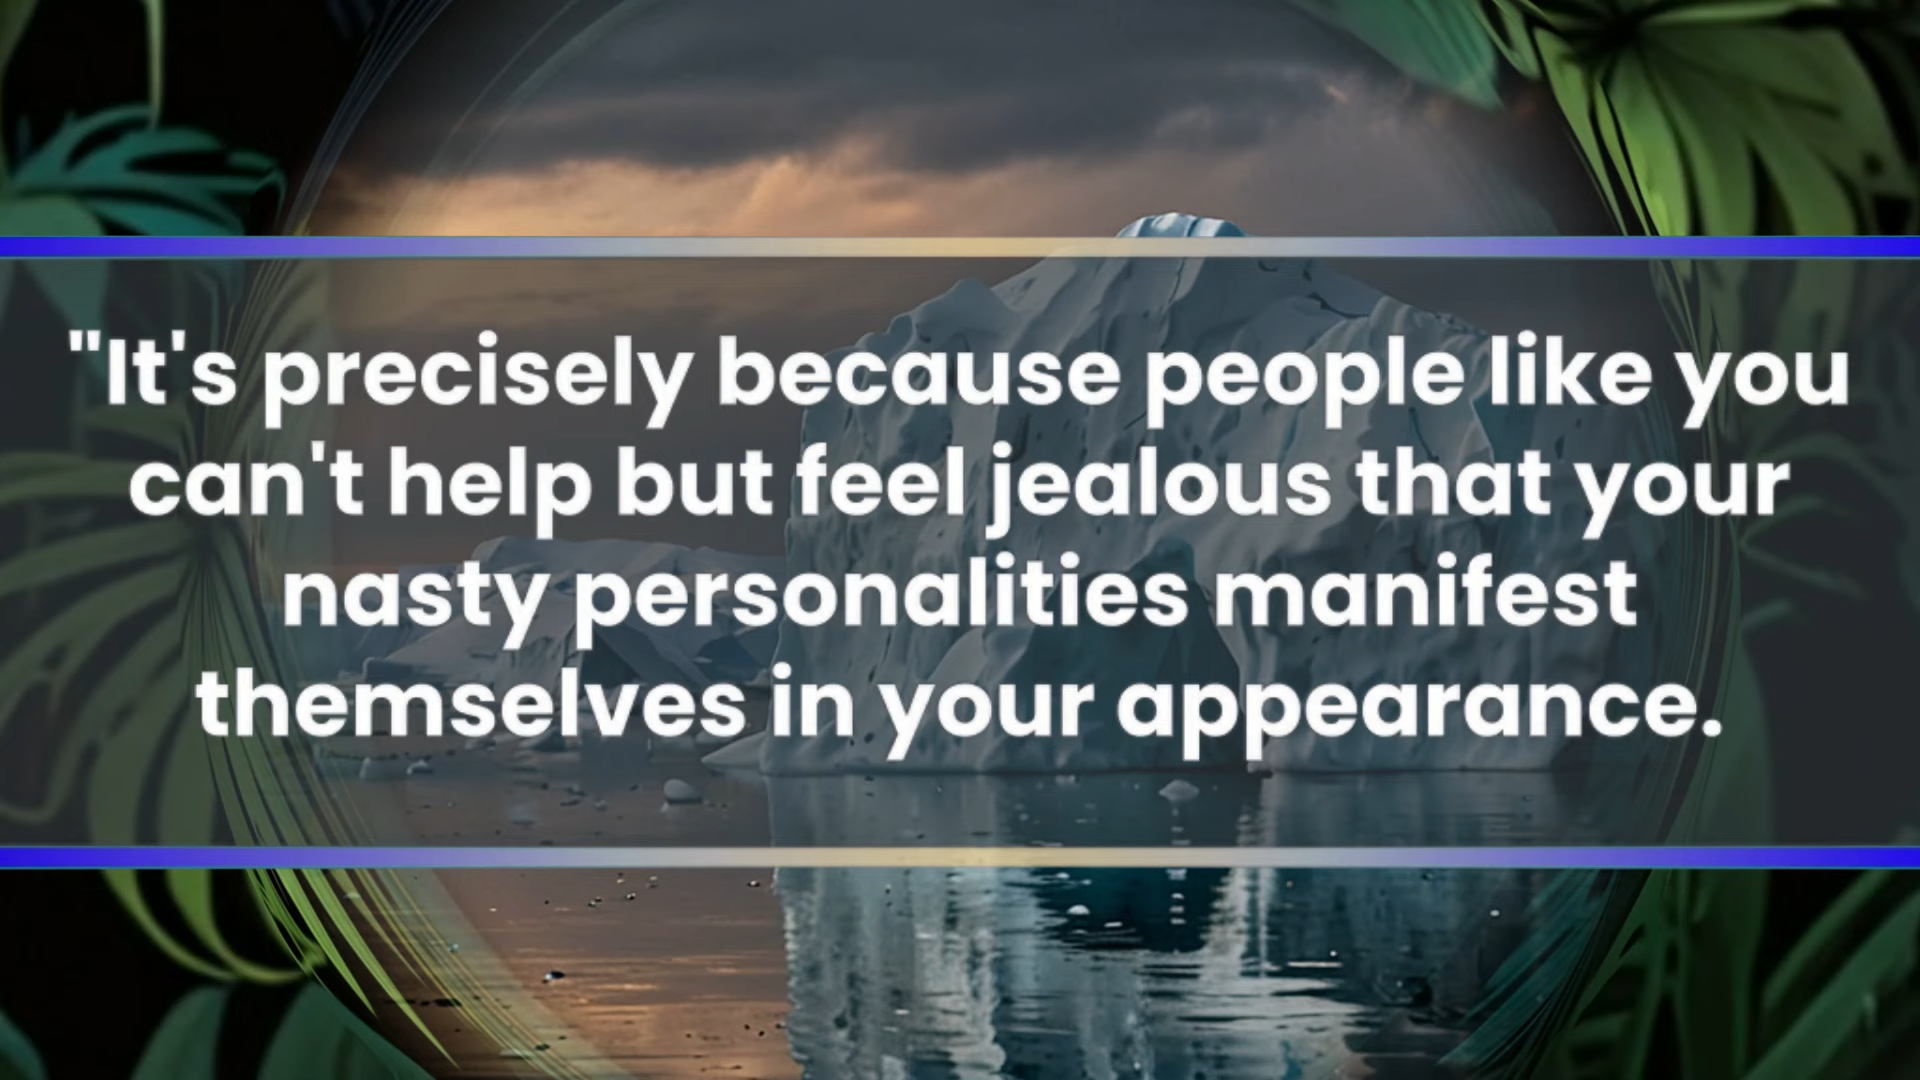 "It's precisely because people like you
can't help but feel jealous that your
nasty personalities manifest
themselves in your appearance.